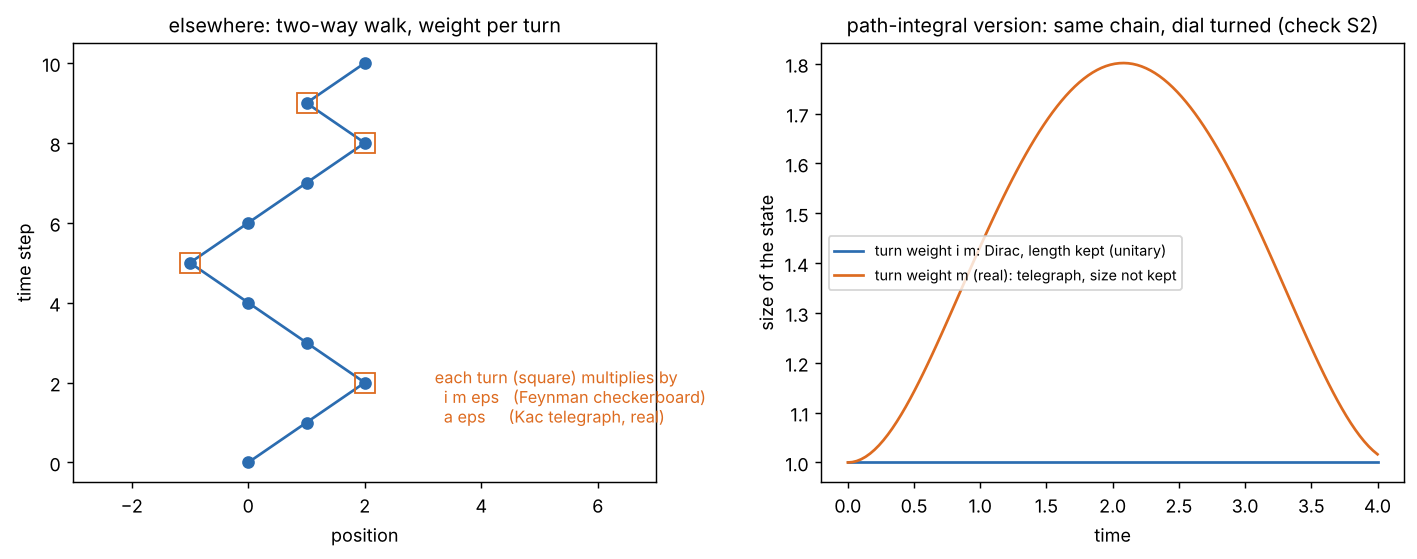 elsewhere: two-way walk, weight per turn
time step
10
8
6
4
2
0
each turn (square) multiplies by
i m eps (Feynman checkerboard)
a eps (Kac telegraph, real)
−2
0
2
4
6
position
path-integral version: same chain, dial turned (check S2)
size of the state
1.8
1.7
1.6
1.5
1.4
1.3
1.2
1.1
1.0
turn weight i m: Dirac, length kept (unitary)
turn weight m (real): telegraph, size not kept
0.0
0.5
1.0
1.5
2.0
2.5
3.0
3.5
4.0
time